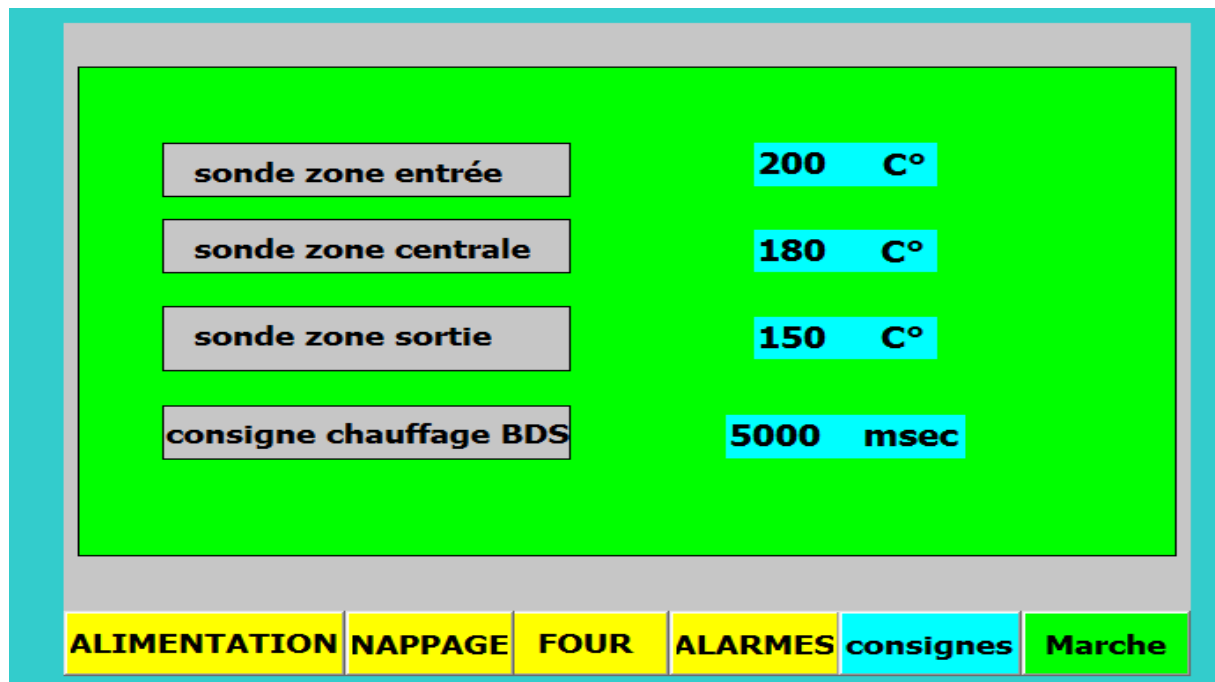 sonde zone entrée 200 C°
sonde zone centrale 180 C°
sonde zone sortie 150 C°
consigne chauffage BDS 5000 msec
ALIMENTATION NAPPAGE FOUR ALARMES consignes Marche